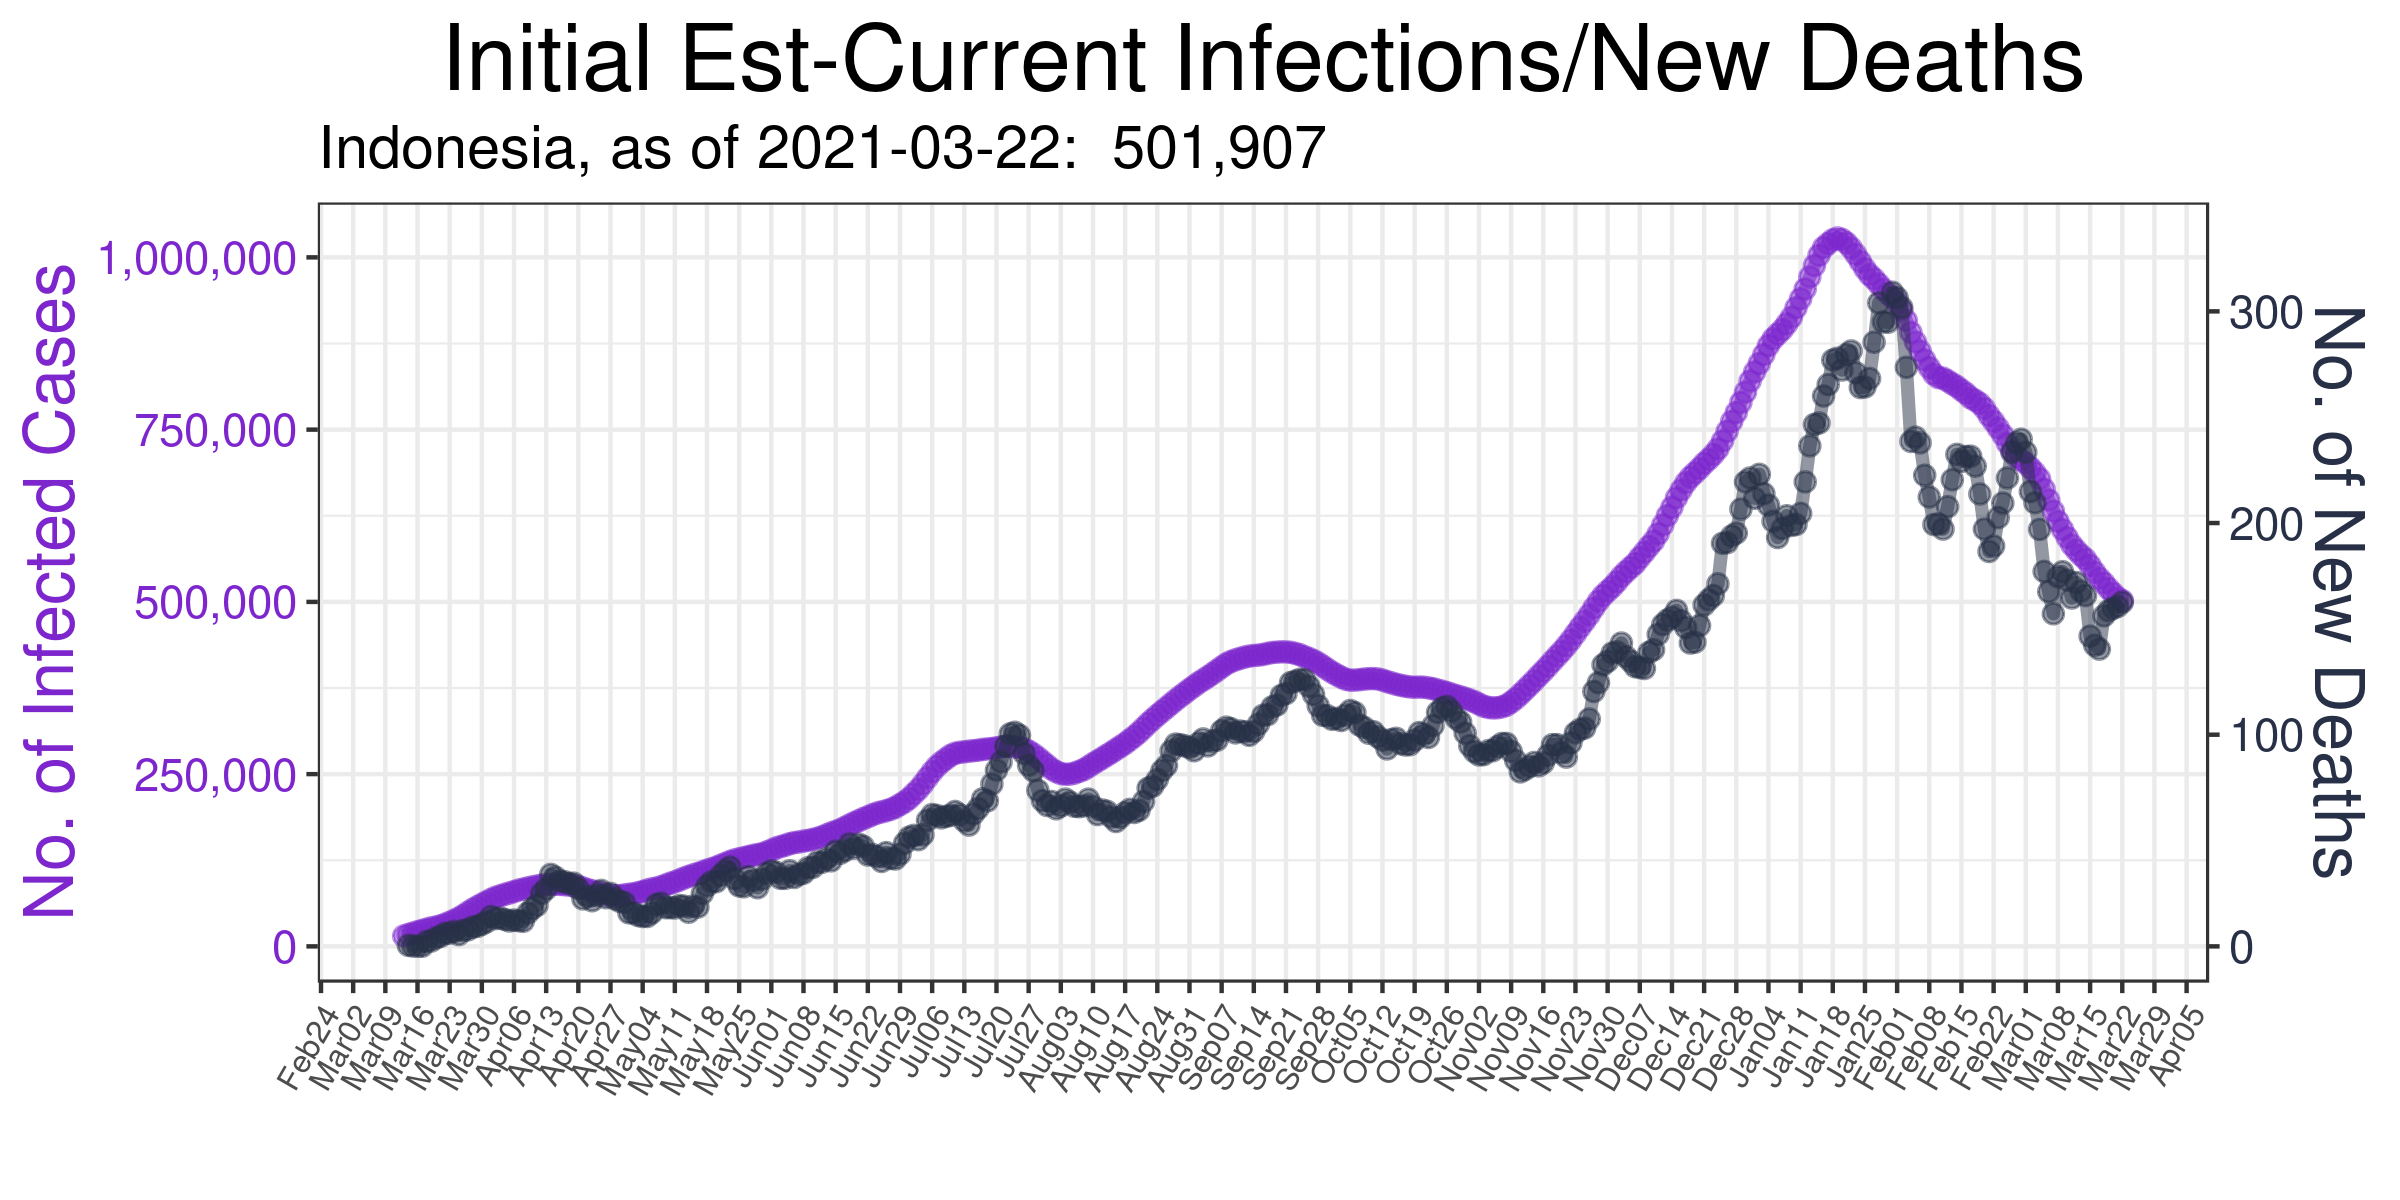 Initial Est-Current Infections/New Deaths
Indonesia, as of 2021-03-22:  501,907
No. of Infected Cases
1,000,000
750,000
500,000
250,000
0
300
200
100
0
No. of New Deaths
Feb24
Mar02
Mar09
Mar16
Mar23
Mar30
Apr06
Apr13
Apr20
Apr27
May04
May11
May18
May25
Jun01
Jun08
Jun15
Jun22
Jun29
Jul06
Jul13
Jul20
Jul27
Aug03
Aug10
Aug17
Aug24
Aug31
Sep07
Sep14
Sep21
Sep28
Oct05
Oct12
Oct19
Oct26
Nov02
Nov09
Nov16
Nov23
Nov30
Dec07
Dec14
Dec21
Dec28
Jan04
Jan11
Jan18
Jan25
Feb01
Feb08
Feb15
Feb22
Mar01
Mar08
Mar15
Mar22
Mar29
Apr05